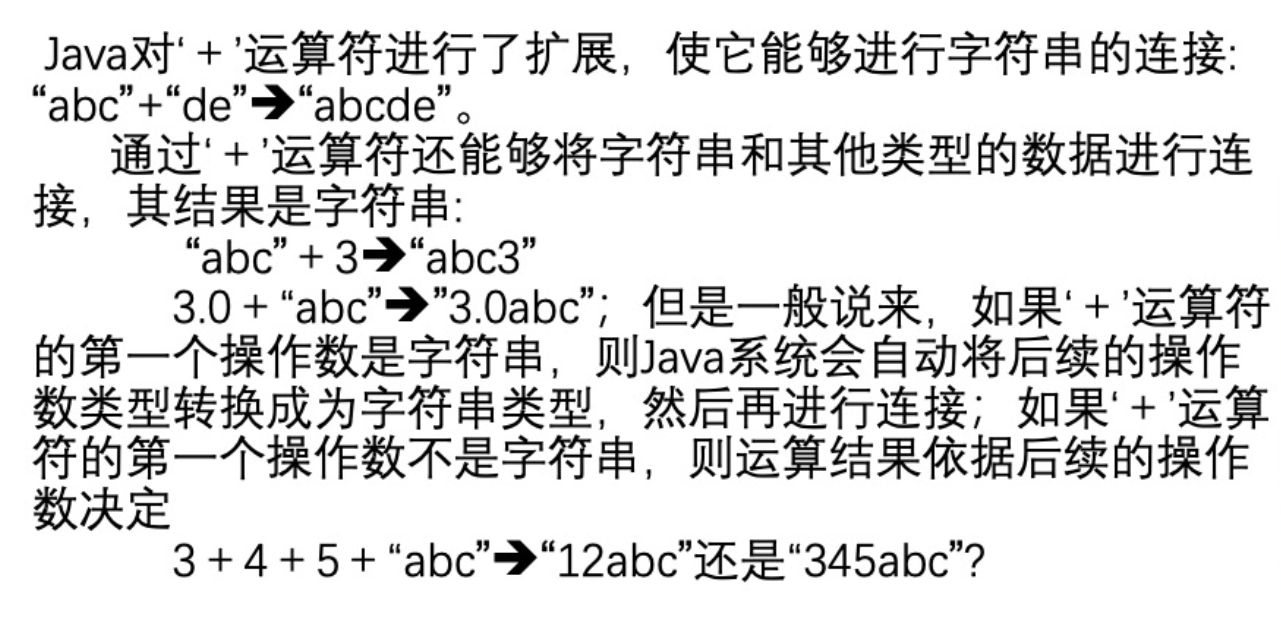 Java对‘ + ’运算符进行了扩展，使它能够进行字符串的连接:
“abc”+“de”➔“abcde”。
通过‘ + ’运算符还能够将字符串和其他类型的数据进行连
接，其结果是字符串:
“abc” + 3➔“abc3”
3.0 + “abc”➔”3.0abc”；但是一般说来，如果‘ + ’运算符
的第一个操作数是字符串，则Java系统会自动将后续的操作
数类型转换成为字符串类型，然后再进行连接；如果‘ + ’运算
符的第一个操作数不是字符串，则运算结果依据后续的操作
数决定
3 + 4 + 5 + “abc”➔“12abc”还是“345abc”?